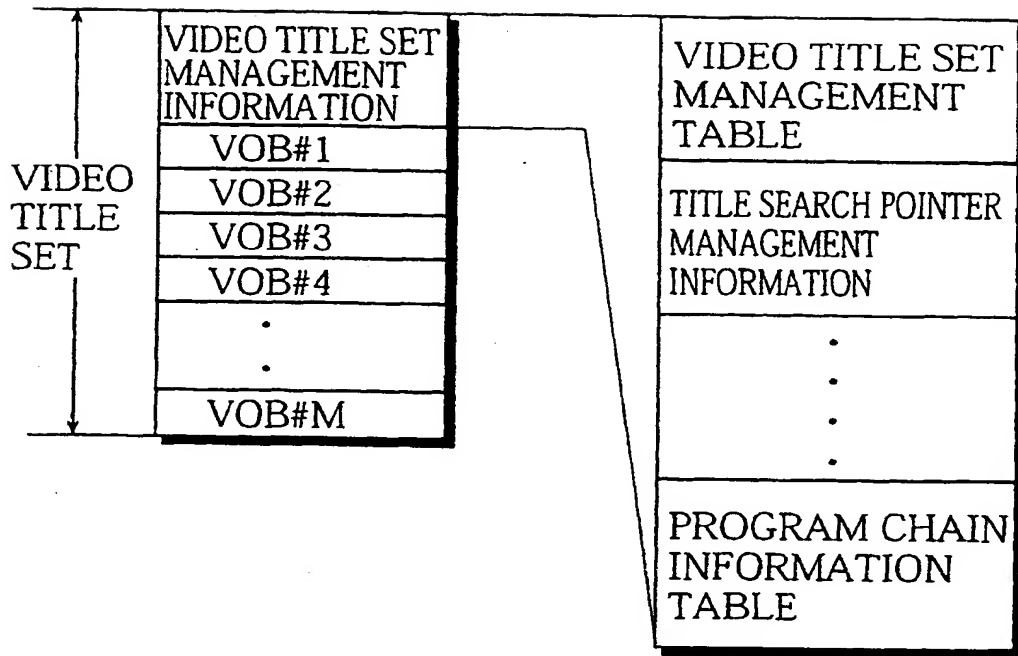 VIDEO
TITLE
SET
VIDEO TITLE SET
MANAGEMENT
INFORMATION
VOB#1
VOB#2
VOB#3
VOB#4
VOB#M
VIDEO TITLE SET
MANAGEMENT
TABLE
TITLE SEARCH POINTER
MANAGEMENT
INFORMATION
PROGRAM CHAIN
INFORMATION
TABLE